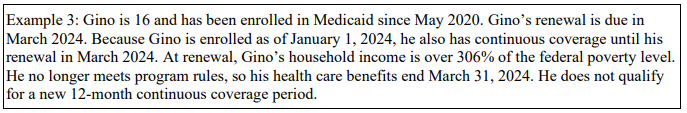 Example 3: Gino is 16 and has been enrolled in Medicaid since May 2020. Gino’s renewal is due in
March 2024. Because Gino is enrolled as of January 1, 2024, he also has continuous coverage until his
renewal in March 2024. At renewal, Gino’s household income is over 306% of the federal poverty level.
He no longer meets program rules, so his health care benefits end March 31, 2024. He does not qualify
for a new 12-month continuous coverage period.